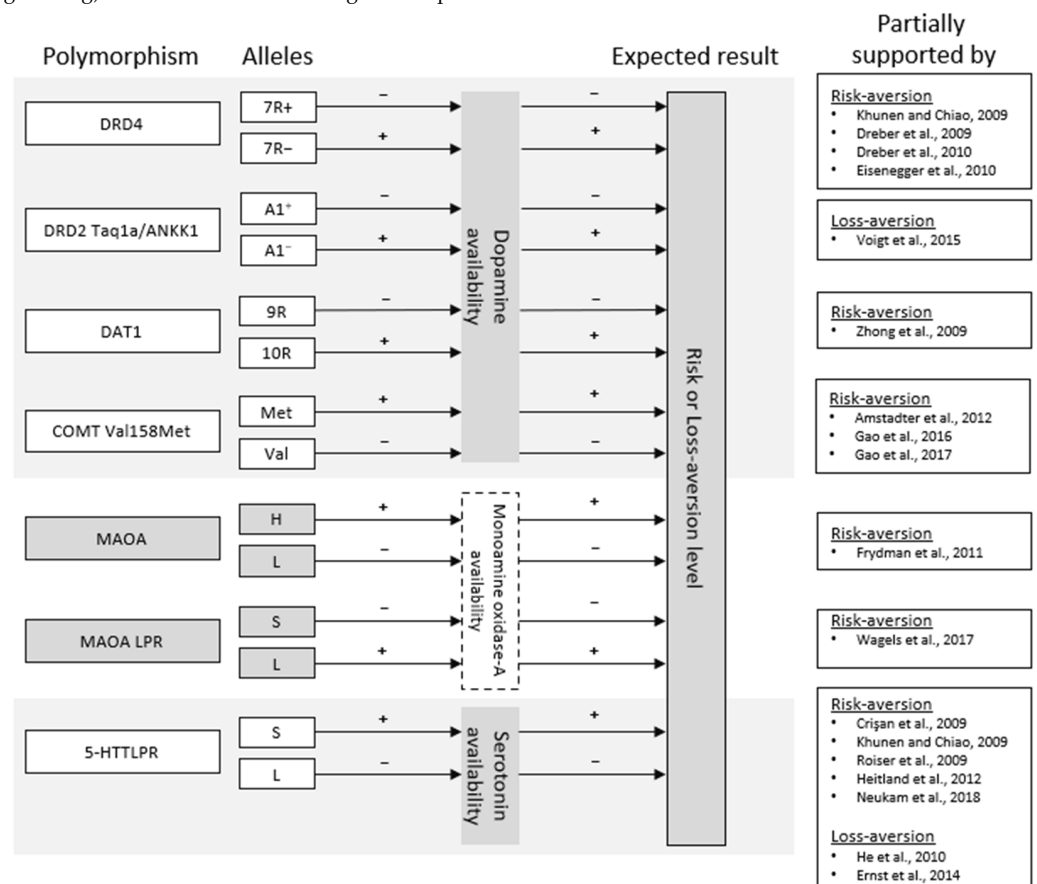 Polymorphism
Alleles
Expected result
Partially
supported by
DRD4
7R+
−
−
7R−
+
+
Risk-aversion
• Khunen and Chiao, 2009
• Dreber et al., 2009
• Dreber et al., 2010
• Eisenegger et al., 2010
DRD2 Taq1a/ANKK1
A1⁺
−
−
A1⁻
+
+
Loss-aversion
• Voigt et al., 2015
DAT1
9R
−
−
10R
+
+
Risk-aversion
• Zhong et al., 2009
COMT Val158Met
Met
+
+
Val
−
−
Risk-aversion
• Amstadter et al., 2012
• Gao et al., 2016
• Gao et al., 2017
Dopamine
availability
MAOA
H
+
+
L
−
−
Risk-aversion
• Frydman et al., 2011
MAOA LPR
S
−
−
L
+
+
Risk-aversion
• Wagels et al., 2017
Monoamine oxidase-A
availability
5-HTTLPR
S
+
+
L
−
−
Serotonin
availability
Risk or Loss-aversion level
Risk-aversion
• Crişan et al., 2009
• Khunen and Chiao, 2009
• Roiser et al., 2009
• Heitland et al., 2012
• Neukam et al., 2018
Loss-aversion
• He et al., 2010
• Ernst et al., 2014